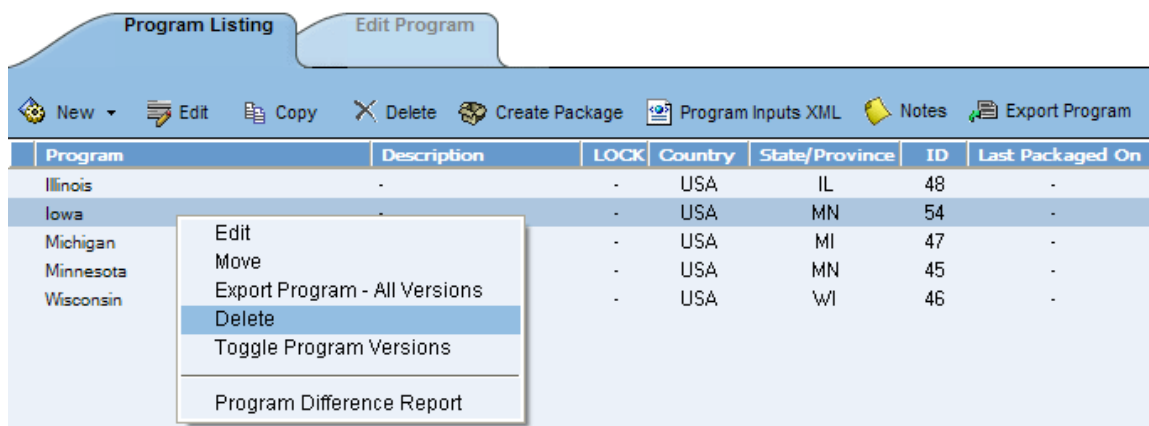 Program Listing Edit Program
New Edit Copy Delete Create Package Program Inputs XML Notes Export Program
Program Description LOCK Country State/Province ID Last Packaged On
Illinois - - USA IL 48 -
Iowa - - USA MN 54 -
Michigan - USA MI 47 -
Minnesota - USA MN 45 -
Wisconsin - USA WI 46 -
Edit
Move
Export Program - All Versions
Delete
Toggle Program Versions
Program Difference Report